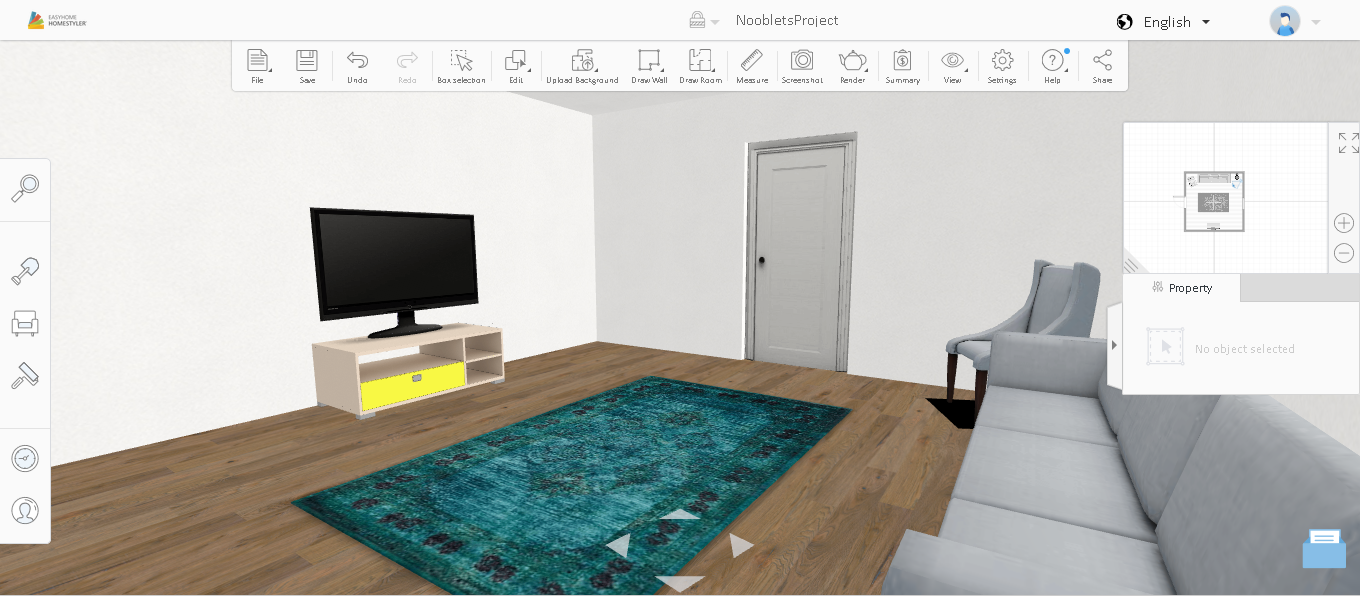 EASYHOME
HOMESTYLER
NoobletsProject
English
File
Save
Undo
Redo
Box selection
Edit
Upload Background
Draw Wall
Draw Room
Measure
Screenshot
Render
Summary
View
Settings
Help
Share
Property
No object selected